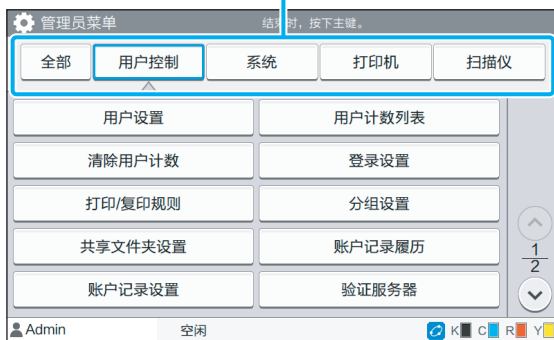 管理员菜单 结束时，按下主键。
全部 用户控制 系统 打印机 扫描仪
用户设置 用户计数列表
清除用户计数 登录设置
打印/复印规则 分组设置
共享文件夹设置 账户记录履历
账户记录设置 验证服务器
1
2
Admin 空闲 K C R Y